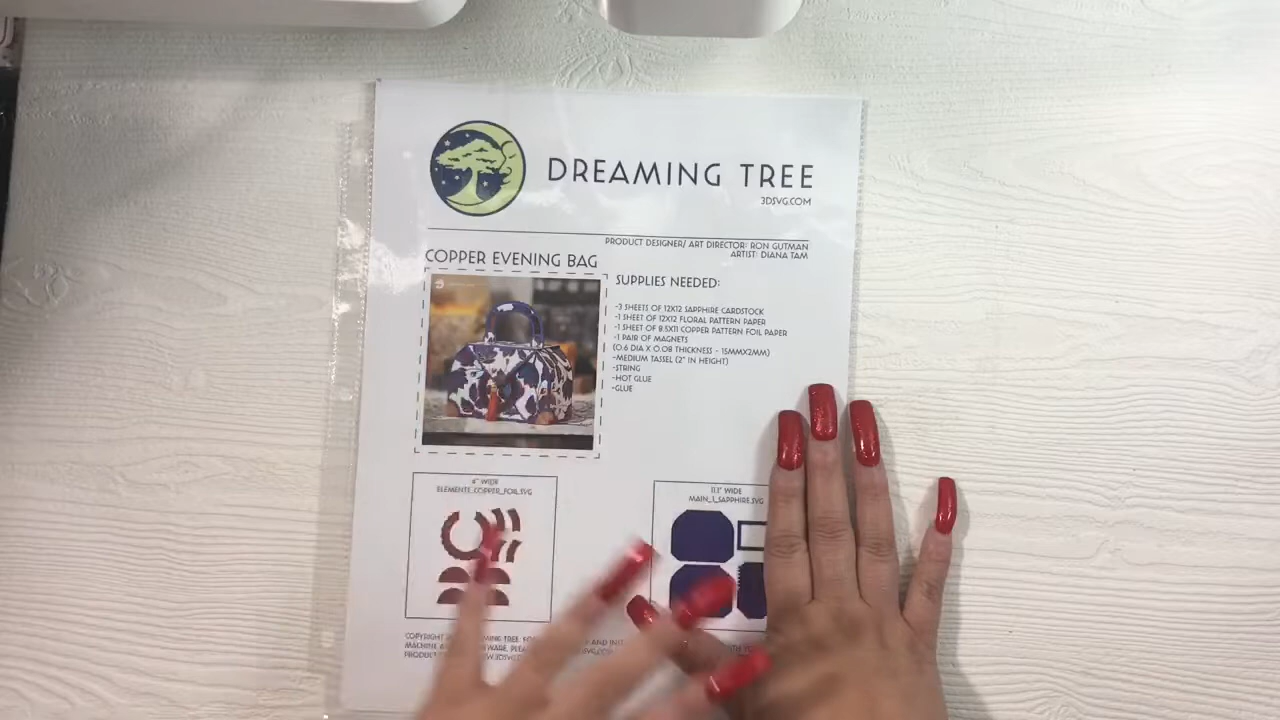 DREAMING TREE
3DSVG.COM
PRODUCT DESIGNER/ ART DIRECTOR: RON GUTMAN
ARTIST: DIANA TAM
COPPER EVENING BAG
SUPPLIES NEEDED:
-3 SHEETS OF 12X12 SAPPHIRE CARDSTOCK
-1 SHEET OF 12X12 FLORAL PATTERN PAPER
-1 SHEET OF 8.5X11 COPPER PATTERN FOIL PAPER
-1 PAIR OF MAGNETS
(0.6 DIA X 0.08 THICKNESS - 15MMX2MM)
-MEDIUM TASSEL (2" IN HEIGHT)
-STRING
-HOT GLUE
-GLUE
WIDE
ELEMENTS_COPPER_FOIL.SVG
WIDE
MAIN_1_SAPPHIRE.SVG